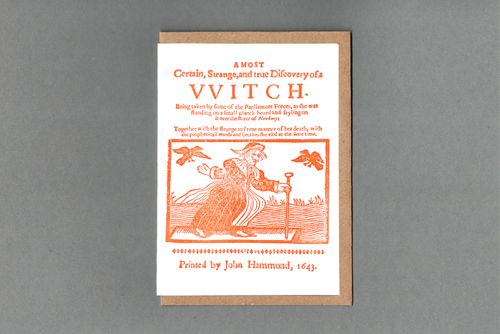 A MOST
Certain, Strange, and true Discovery of a
VVITCH.
Being taken by some of the Parliament Forces, as she was
standing on a small planck board and sayling on
it over the River of Newbury:
Together with the strange and true manner of her death, with
the propheticall words and speeches she vsed at the same time.
Printed by John Hammond, 1643.